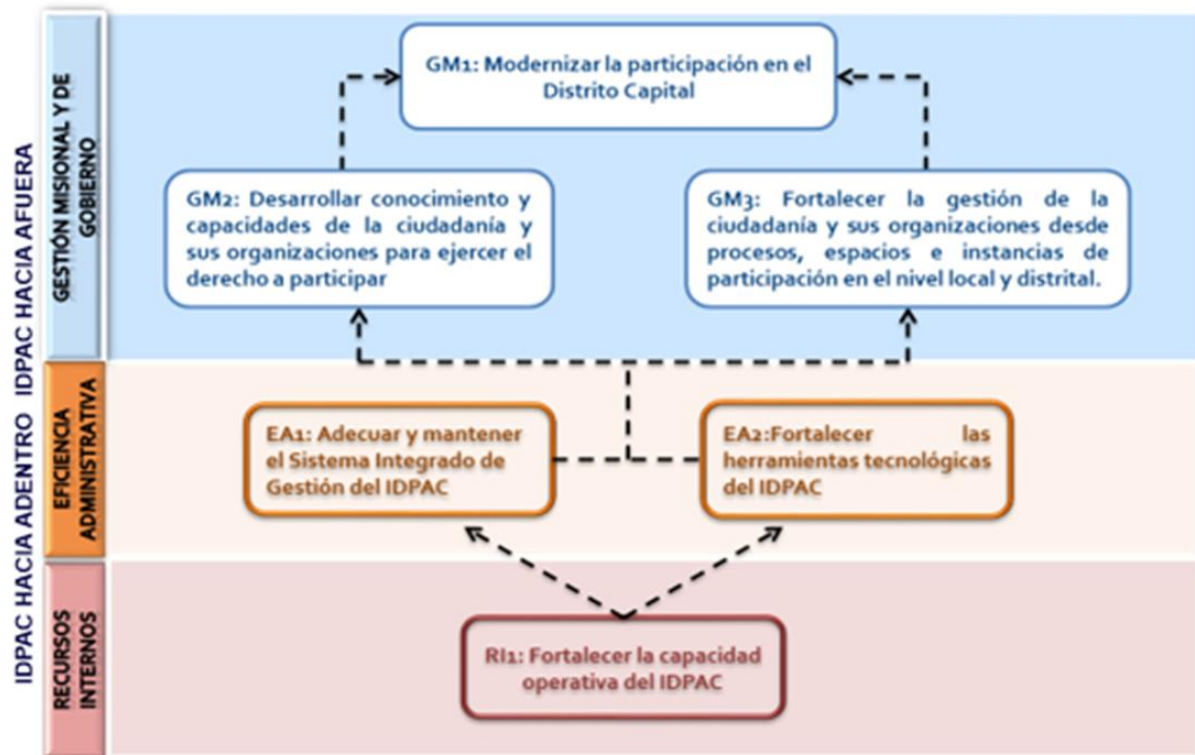 IDPAC HACIA ADENTRO IDPAC HACIA AFUERA
GESTIÓN MISIONAL Y DE
GOBIERNO
GM1: Modernizar la participación en el
Distrito Capital
GM2: Desarrollar conocimiento y
capacidades de la ciudadanía y
sus organizaciones para ejercer el
derecho a participar
GM3: Fortalecer la gestión de la
ciudadanía y sus organizaciones desde
procesos, espacios e instancias de
participación en el nivel local y distrital.
EFICIENCIA
ADMINISTRATIVA
EA1: Adecuar y mantener
el Sistema Integrado de
Gestión del IDPAC
EA2:Fortalecer las
herramientas tecnológicas
del IDPAC
RECURSOS
INTERNOS
RI1: Fortalecer la capacidad
operativa del IDPAC